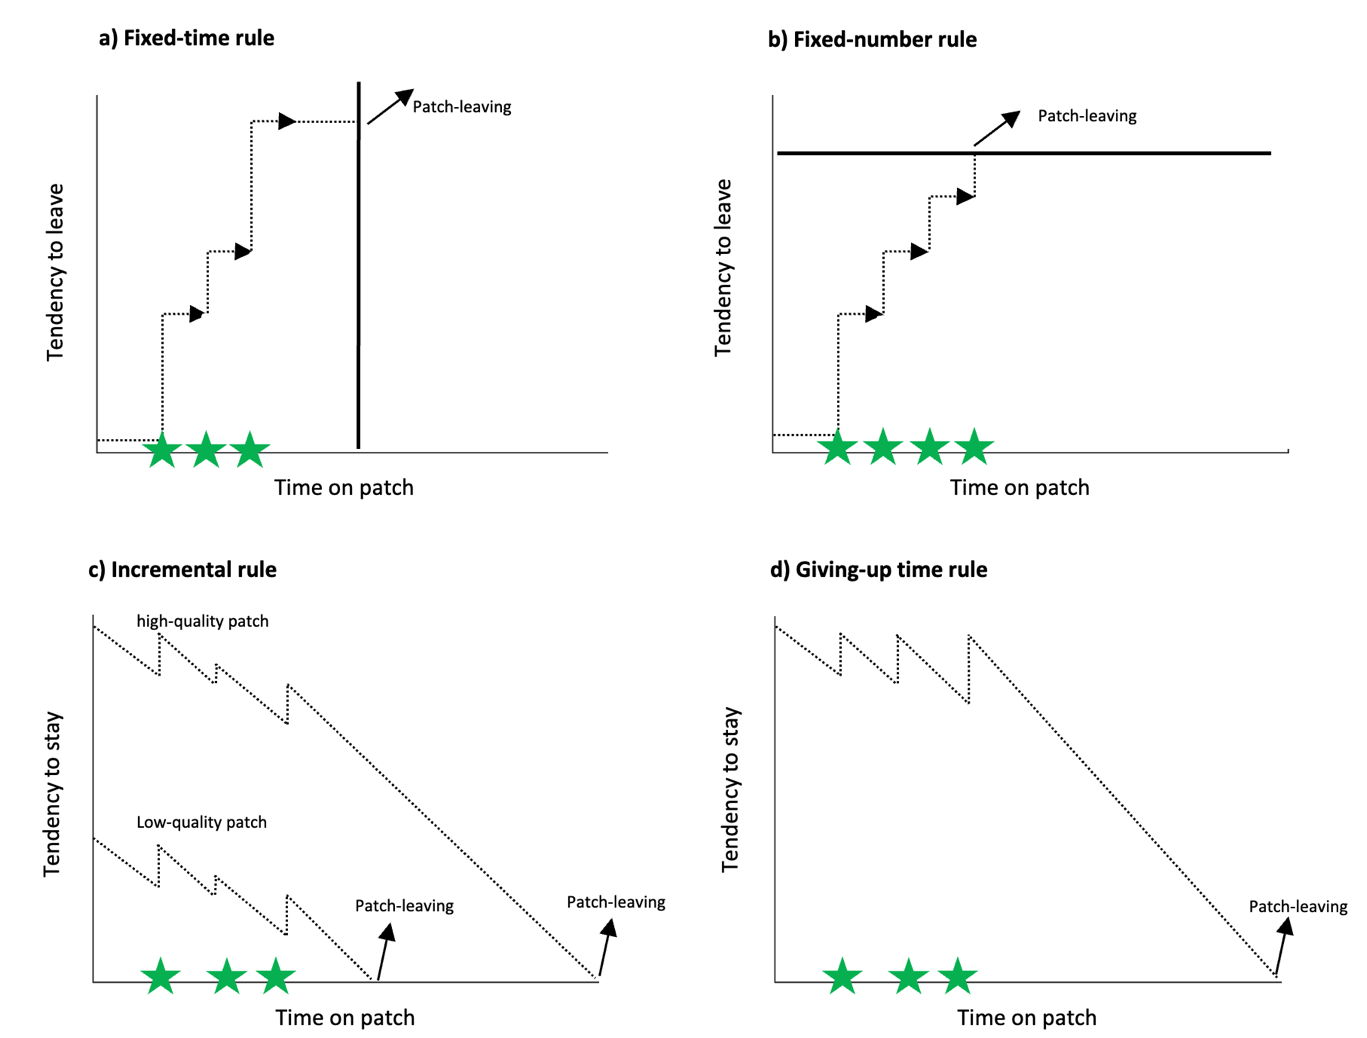 a) Fixed-time rule
Patch-leaving
Tendency to leave
Time on patch
b) Fixed-number rule
Patch-leaving
Tendency to leave
Time on patch
c) Incremental rule
high-quality patch
Low-quality patch
Patch-leaving
Patch-leaving
Tendency to stay
Time on patch
d) Giving-up time rule
Patch-leaving
Tendency to stay
Time on patch